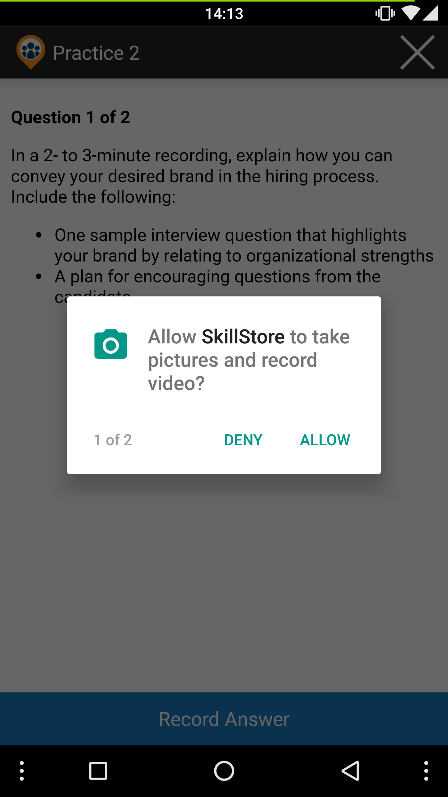 14:13
Practice 2
Question 1 of 2
In a 2- to 3-minute recording, explain how you can
convey your desired brand in the hiring process.
Include the following:
• One sample interview question that highlights
your brand by relating to organizational strengths
• A plan for encouraging questions from the
candidate
Allow SkillStore to take
pictures and record
video?
1 of 2 DENY ALLOW
Record Answer